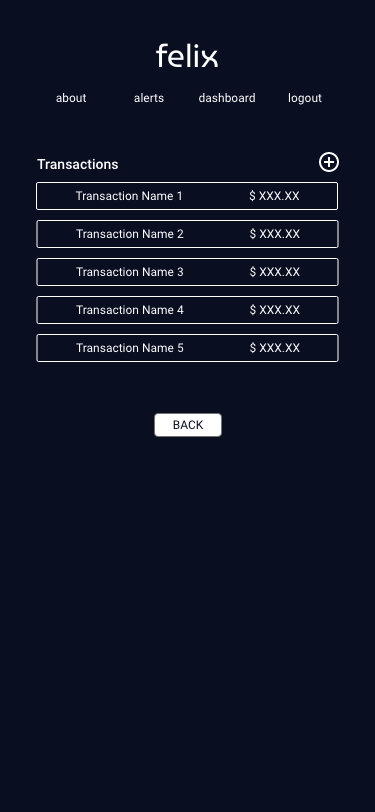 felix
about alerts dashboard logout
Transactions
Transaction Name 1 $ XXX.XX
Transaction Name 2 $ XXX.XX
Transaction Name 3 $ XXX.XX
Transaction Name 4 $ XXX.XX
Transaction Name 5 $ XXX.XX
BACK